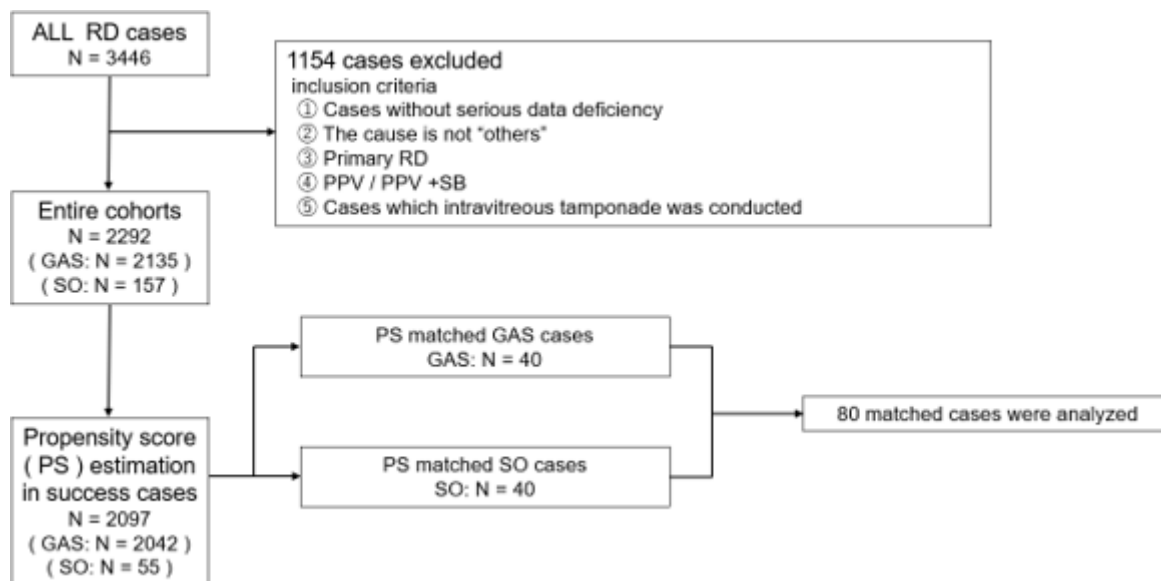 ALL RD cases
N = 3446
1154 cases excluded
inclusion criteria
① Cases without serious data deficiency
② The cause is not “others”
③ Primary RD
④ PPV / PPV +SB
⑤ Cases which intravitreous tamponade was conducted
Entire cohorts
N = 2292
( GAS: N = 2135 )
( SO: N = 157 )
PS matched GAS cases
GAS: N = 40
80 matched cases were analyzed
Propensity score
( PS ) estimation
in success cases
N = 2097
( GAS: N = 2042 )
( SO: N = 55 )
PS matched SO cases
SO: N = 40